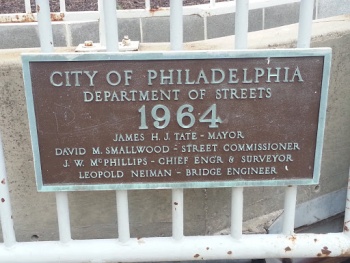 CITY OF PHILADELPHIA
DEPARTMENT OF STREETS
1964
JAMES H. J. TATE - MAYOR
DAVID M. SMALLWOOD - STREET COMMISSIONER
J. W. McPHILLIPS - CHIEF ENG'R & SURVEYOR
LEOPOLD NEIMAN - BRIDGE ENGINEER